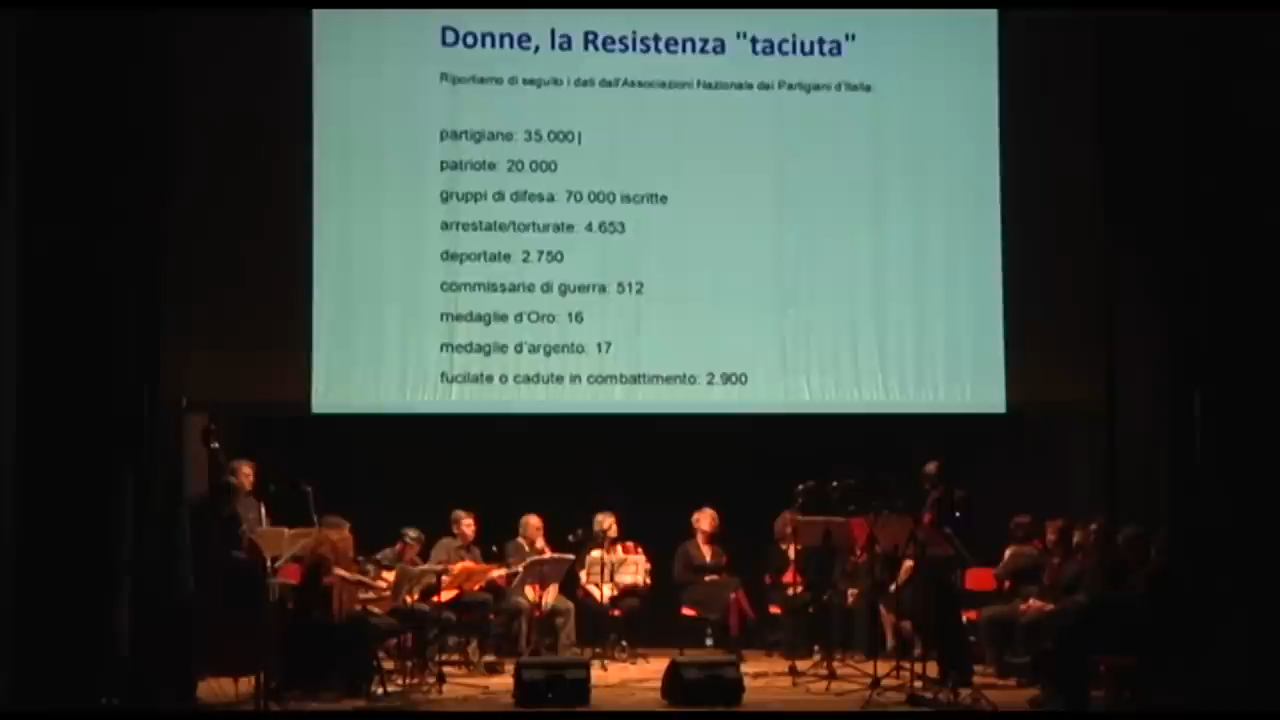 Donne, la Resistenza "taciuta"
Riportiamo di seguito i dati dall'Associazioni Nazionale dei Partigiani d'Italia:
partigiane: 35.000
patriote: 20.000
gruppi di difesa: 70.000 iscritte
arrestate/torturate: 4.653
deportate: 2.750
commissarie di guerra: 512
medaglie d'Oro: 16
medaglie d'argento: 17
fucilate o cadute in combattimento: 2.900